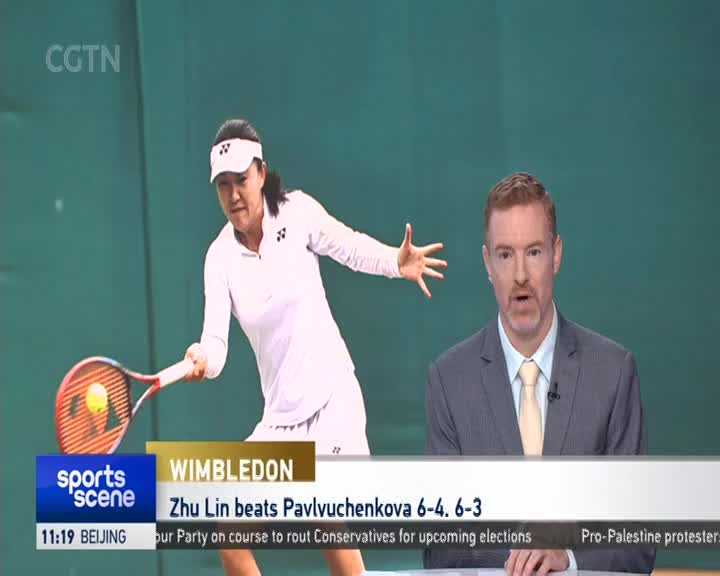 CGTN
WIMBLEDON
sports
scene
Zhu Lin beats Pavlvuchenkova 6-4. 6-3
11:19 BEIJING
our Party on course to rout Conservatives for upcoming elections Pro-Palestine protester